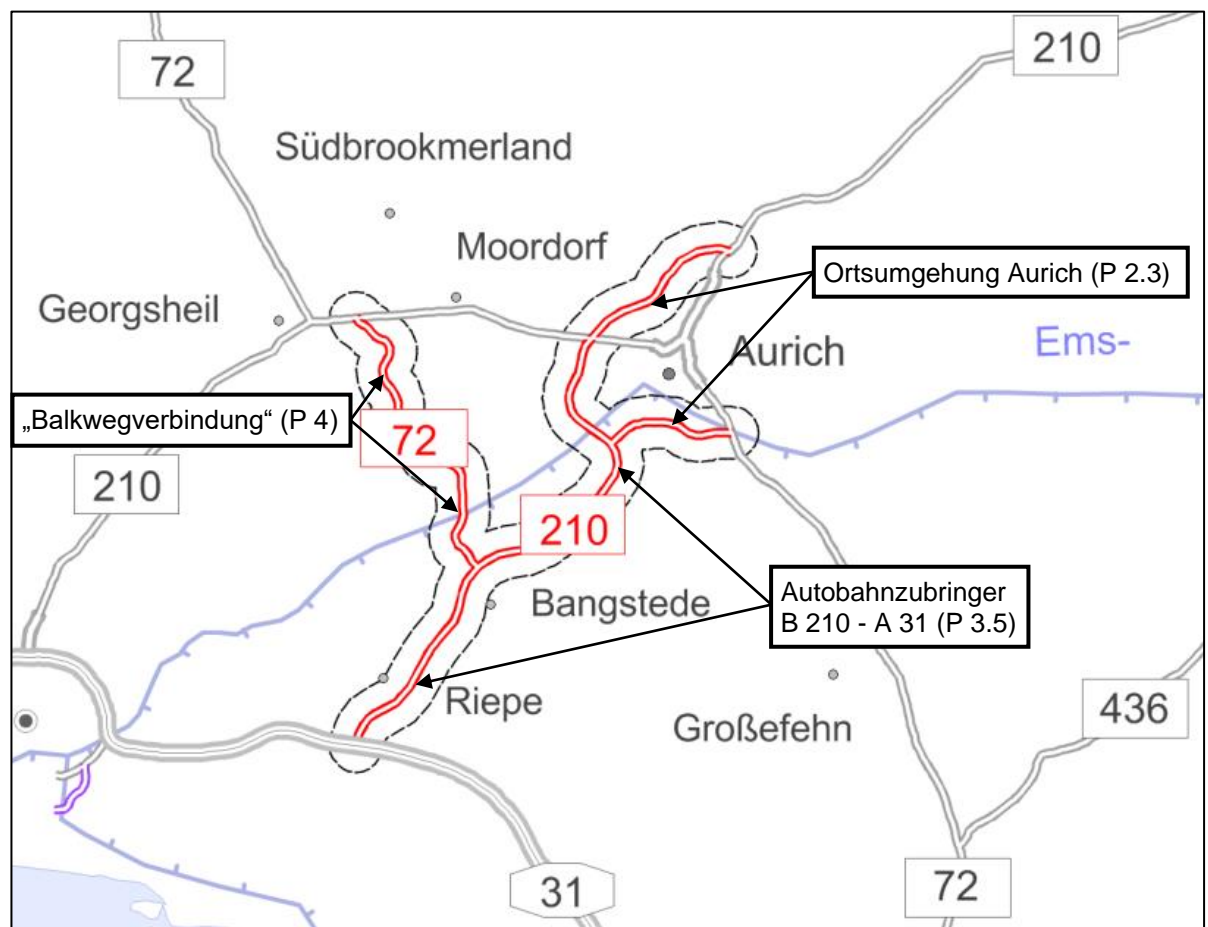 72
210
Südbrookmerland
Moordorf
Ortsumgehung Aurich (P 2.3)
Georgsheil
Aurich
Ems-
„Balkwegverbindung“ (P 4)
72
210
210
Bangstede
Autobahnzubringer
B 210 - A 31 (P 3.5)
Riepe
Großefehn
436
31
72